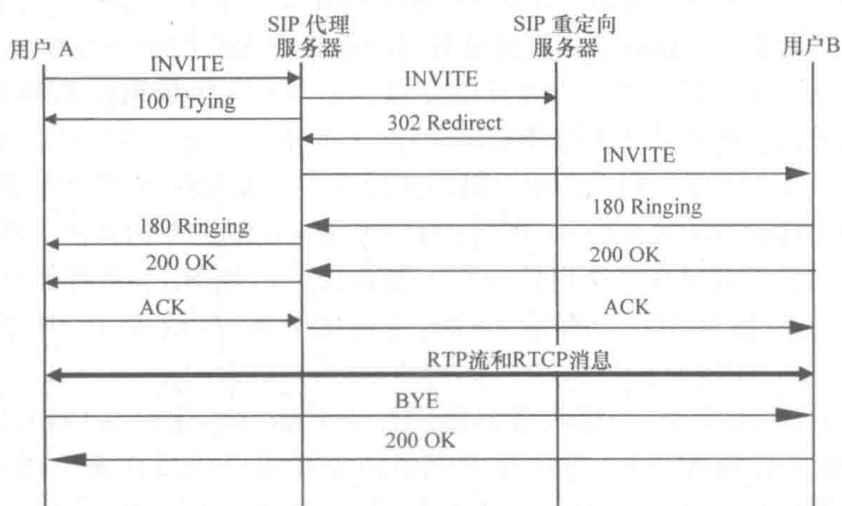 用户 A
SIP 代理
服务器
SIP 重定向
服务器
用户B
INVITE
INVITE
100 Trying
302 Redirect
INVITE
180 Ringing
180 Ringing
200 OK
200 OK
ACK
ACK
RTP流和RTCP消息
BYE
200 OK